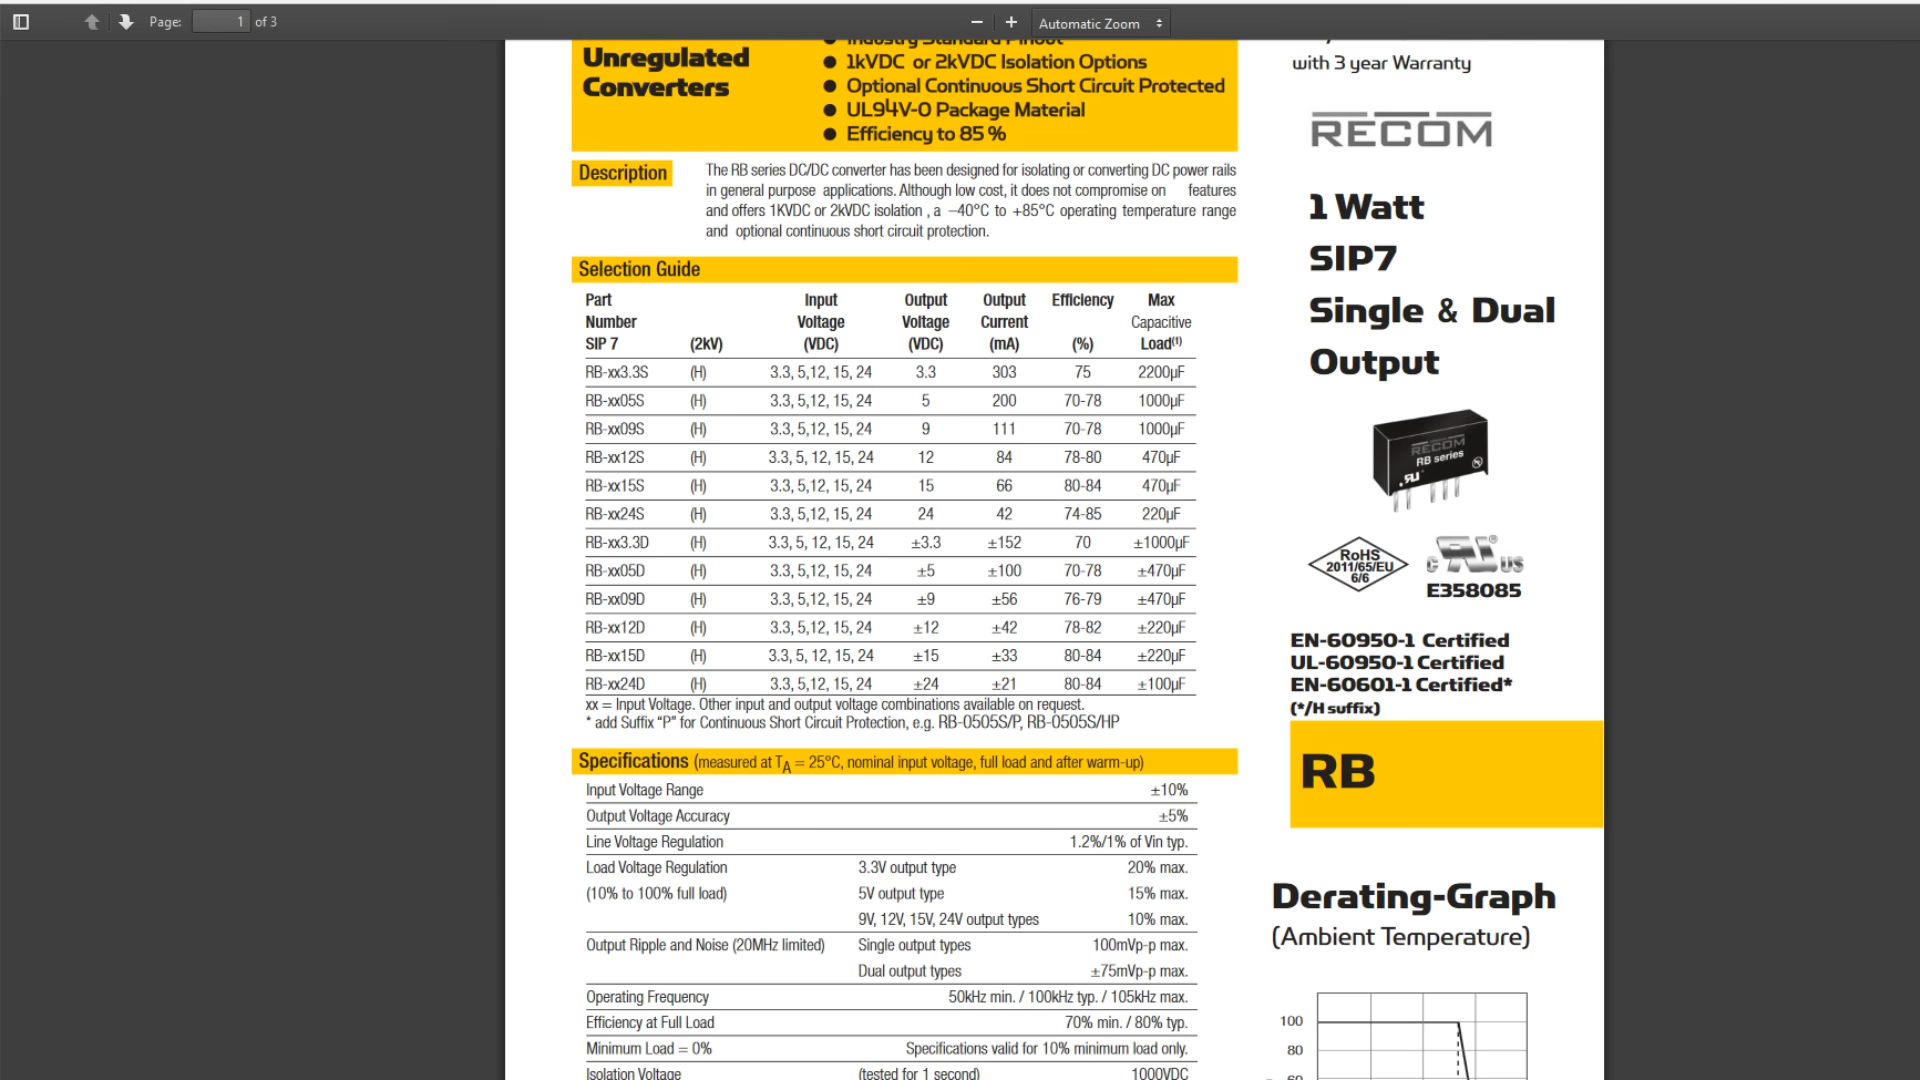 Page: 1 of 3 Automatic Zoom
Unregulated
Converters
Industry Standard Pinout
1kVDC or 2kVDC Isolation Options
Optional Continuous Short Circuit Protected
UL94V-0 Package Material
Efficiency to 85 %
with 3 year Warranty
RECOM
Description
The RB series DC/DC converter has been designed for isolating or converting DC power rails
in general purpose applications. Although low cost, it does not compromise on features
and offers 1KVDC or 2kVDC isolation , a –40°C to +85°C operating temperature range
and optional continuous short circuit protection.
1 Watt
SIP7
Single & Dual
Output
Selection Guide
Part Input Output Output Efficiency Max
Number Voltage Voltage Current Capacitive
SIP 7 (2kV) (VDC) (VDC) (mA) (%) Load(1)
RB-xx3.3S (H) 3.3, 5,12, 15, 24 3.3 303 75 2200µF
RB-xx05S (H) 3.3, 5,12, 15, 24 5 200 70-78 1000µF
RB-xx09S (H) 3.3, 5,12, 15, 24 9 111 70-78 1000µF
RB-xx12S (H) 3.3, 5, 12, 15, 24 12 84 78-80 470µF
RB-xx15S (H) 3.3, 5,12, 15, 24 15 66 80-84 470µF
RB-xx24S (H) 3.3, 5,12, 15, 24 24 42 74-85 220µF
RB-xx3.3D (H) 3.3, 5, 12, 15, 24 ±3.3 ±152 70 ±1000µF
RB-xx05D (H) 3.3, 5,12, 15, 24 ±5 ±100 70-78 ±470µF
RB-xx09D (H) 3.3, 5,12, 15, 24 ±9 ±56 76-79 ±470µF
RB-xx12D (H) 3.3, 5,12, 15, 24 ±12 ±42 78-82 ±220µF
RB-xx15D (H) 3.3, 5, 12, 15, 24 ±15 ±33 80-84 ±220µF
RB-xx24D (H) 3.3, 5,12, 15, 24 ±24 ±21 80-84 ±100µF
xx = Input Voltage. Other input and output voltage combinations available on request.
* add Suffix “P” for Continuous Short Circuit Protection, e.g. RB-0505S/P, RB-0505S/HP
RECOM
RB series
RoHS
2011/65/EU
6/6
c US
E358085
EN-60950-1 Certified
UL-60950-1 Certified
EN-60601-1 Certified*
(*/H suffix)
RB
Specifications (measured at TA = 25°C, nominal input voltage, full load and after warm-up)
Input Voltage Range ±10%
Output Voltage Accuracy ±5%
Line Voltage Regulation 1.2%/1% of Vin typ.
Load Voltage Regulation 3.3V output type 20% max.
(10% to 100% full load) 5V output type 15% max.
9V, 12V, 15V, 24V output types 10% max.
Output Ripple and Noise (20MHz limited) Single output types 100mVp-p max.
Dual output types ±75mVp-p max.
Operating Frequency 50kHz min. / 100kHz typ. / 105kHz max.
Efficiency at Full Load 70% min. / 80% typ.
Minimum Load = 0% Specifications valid for 10% minimum load only.
Isolation Voltage (tested for 1 second) 1000VDC
Derating-Graph
(Ambient Temperature)
100
80
60